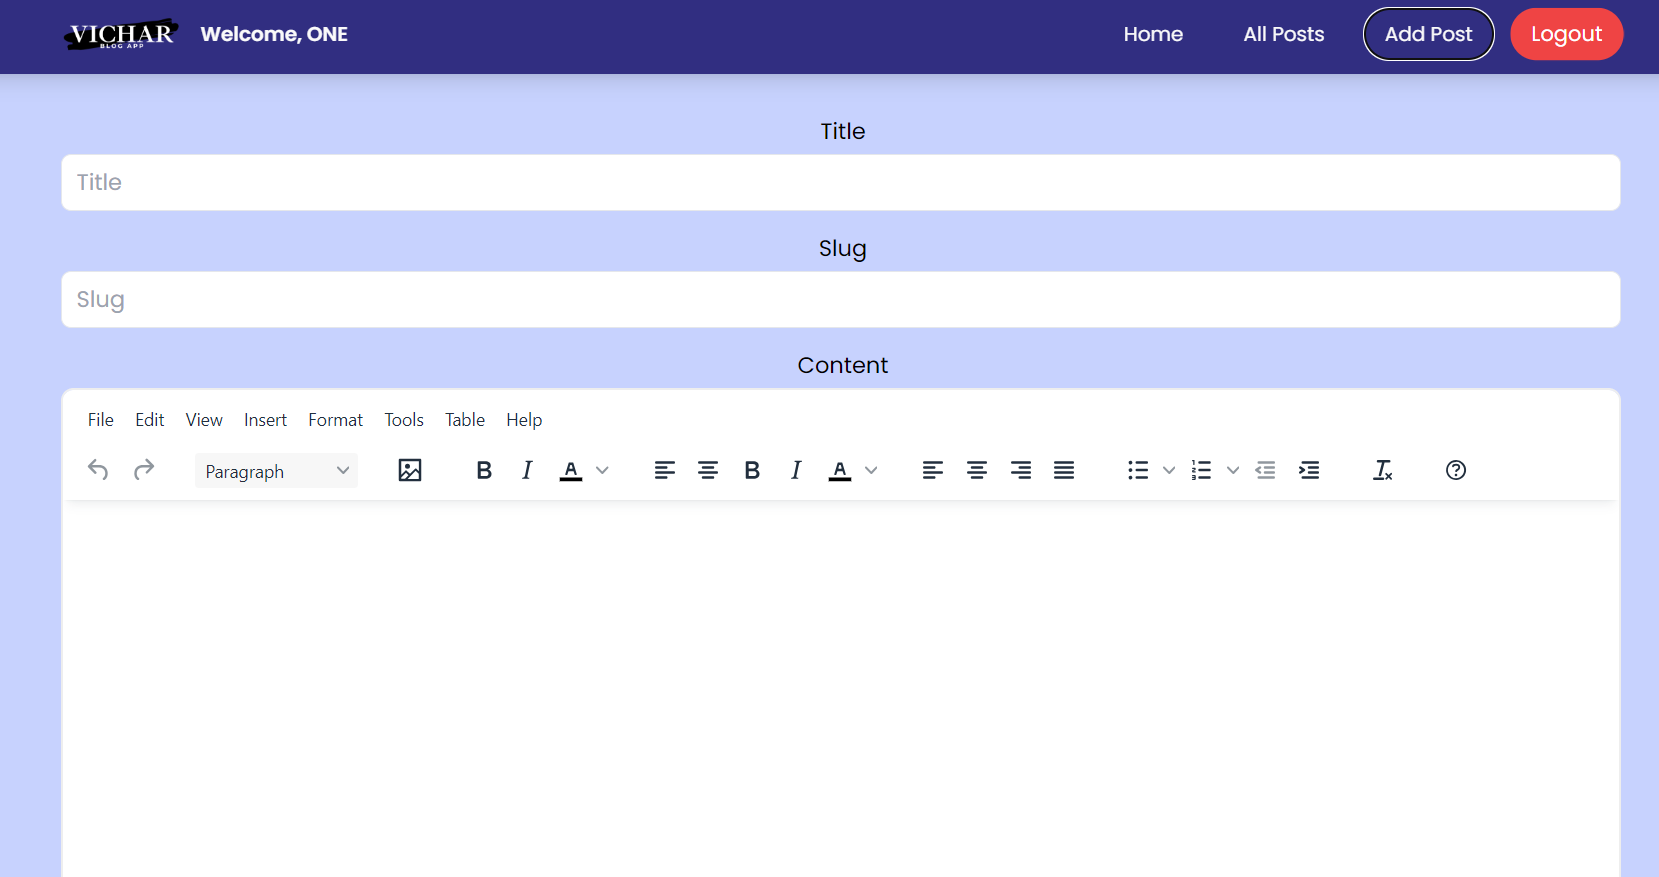 VICHAR
BLOG APP
Welcome, ONE
Home
All Posts
Add Post
Logout
Title
Title
Slug
Slug
Content
File Edit View Insert Format Tools Table Help
Paragraph